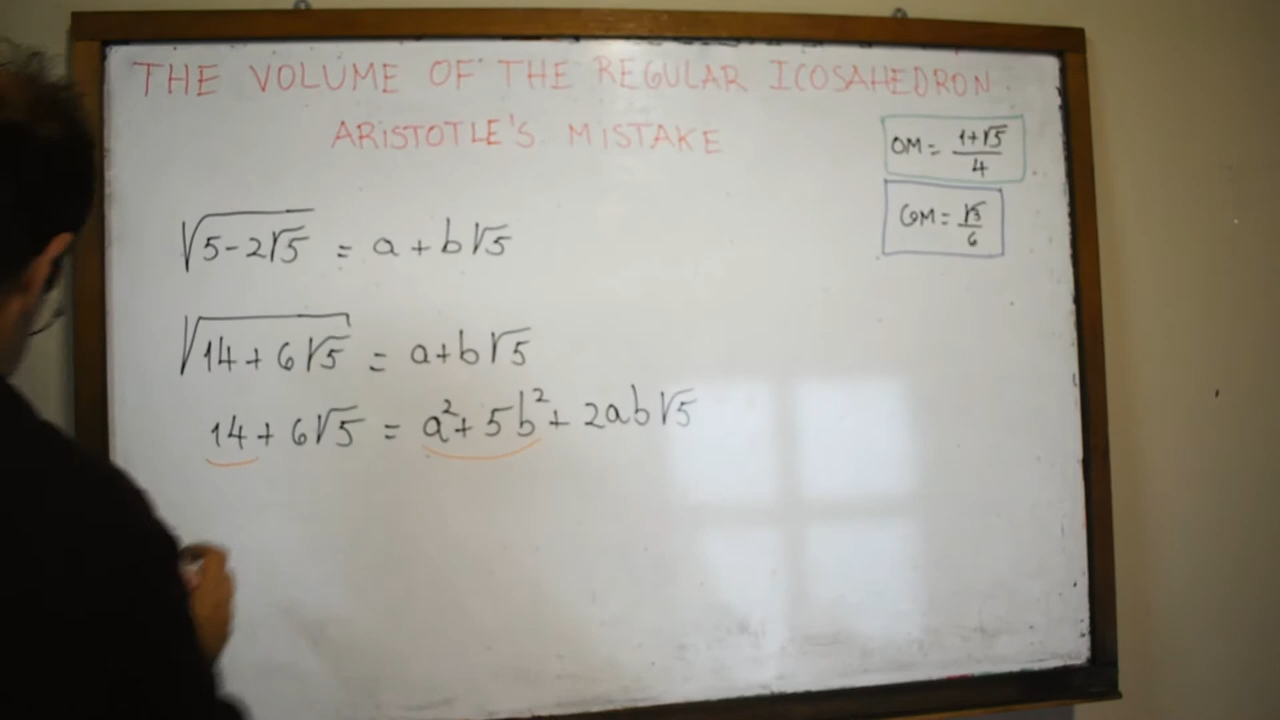 THE VOLUME OF THE REGULAR ICOSAHEDRON
ARISTOTLE'S MISTAKE
OM = (1+√5)/4
GM = √3/6
√(5-2√5) = a+b√5
√(14+6√5) = a+b√5
14+6√5 = a²+5b²+2ab√5